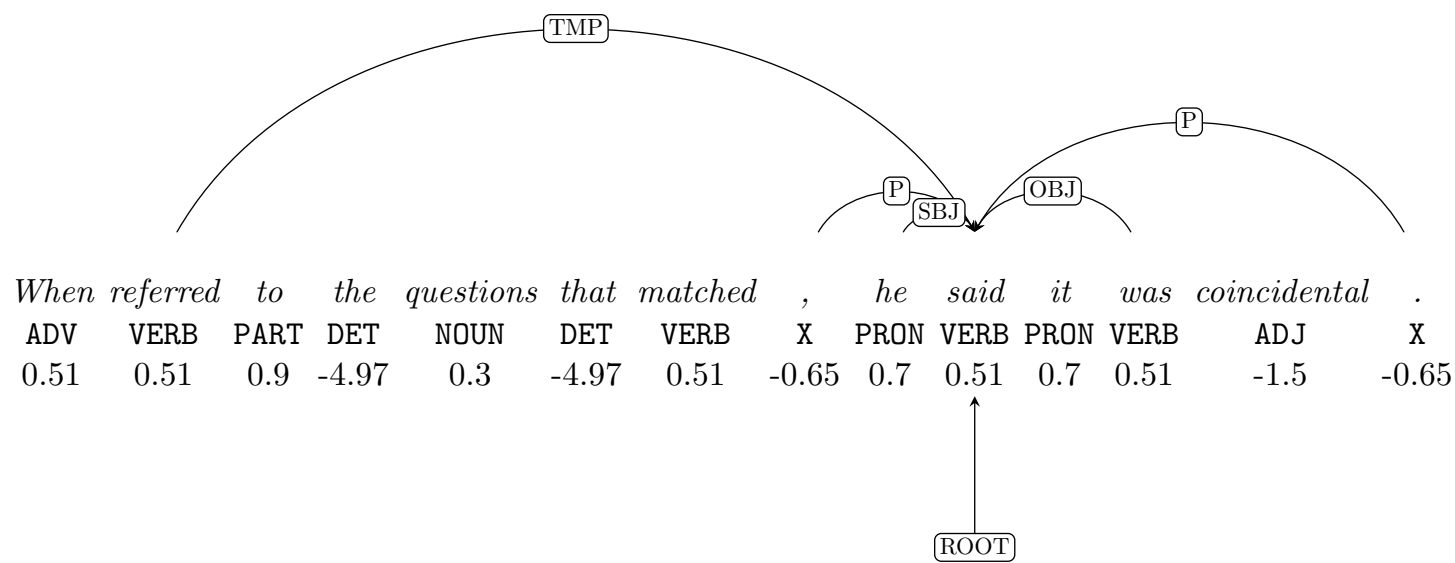 TMP
P
P
OBJ
SBJ
When referred to the questions that matched , he said it was coincidental .
ADV VERB PART DET NOUN DET VERB X PRON VERB PRON VERB ADJ X
0.51 0.51 0.9 -4.97 0.3 -4.97 0.51 -0.65 0.7 0.51 0.7 0.51 -1.5 -0.65
ROOT